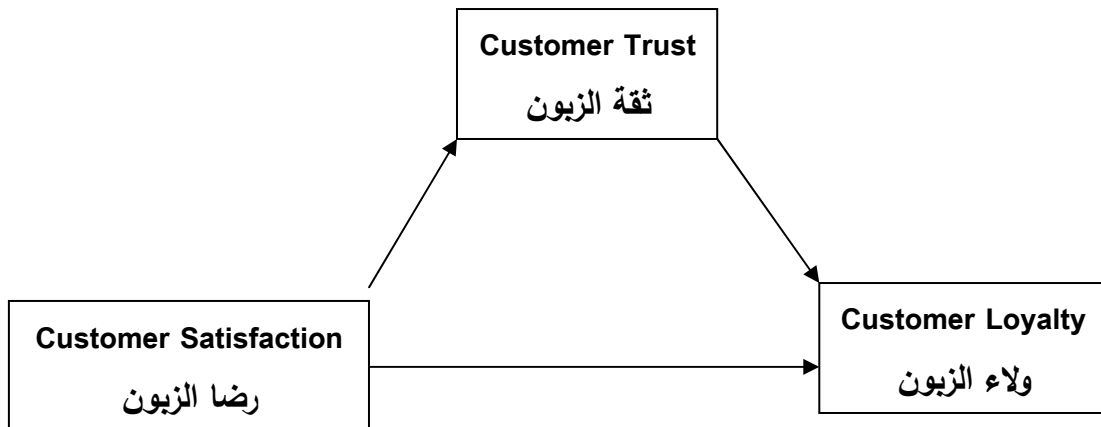 Customer Trust
ثقة الزبون
Customer Satisfaction
رضا الزبون
Customer Loyalty
ولاء الزبون